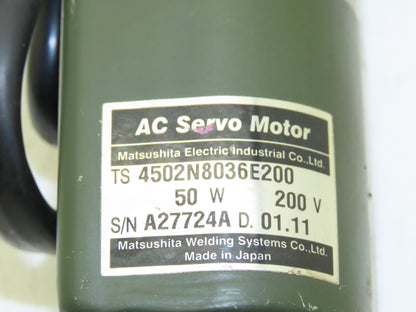 AC Servo Motor
Matsushita Electric Industrial Co.,Ltd.
TS 4502N8036E200
50 W 200 V
S/N A27724A D. 01.11
Matsushita Welding Systems Co.,Ltd.
Made in Japan